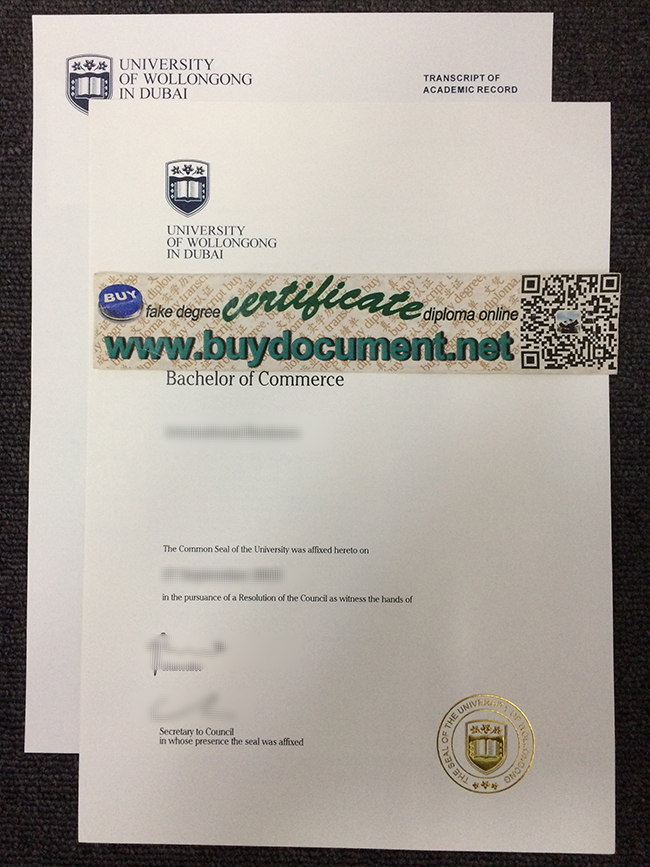 UNIVERSITY
OF WOLLONGONG
IN DUBAI
TRANSCRIPT OF
ACADEMIC RECORD
UNIVERSITY
OF WOLLONGONG
IN DUBAI
BUY
fake degree certificate diploma online
www.buydocument.net
Bachelor of Commerce
The Common Seal of the University was affixed hereto on
in the pursuance of a Resolution of the Council as witness the hands of
Secretary to Council
in whose presence the seal was affixed
THE SEAL OF THE UNIVERSITY OF WOLLONGONG